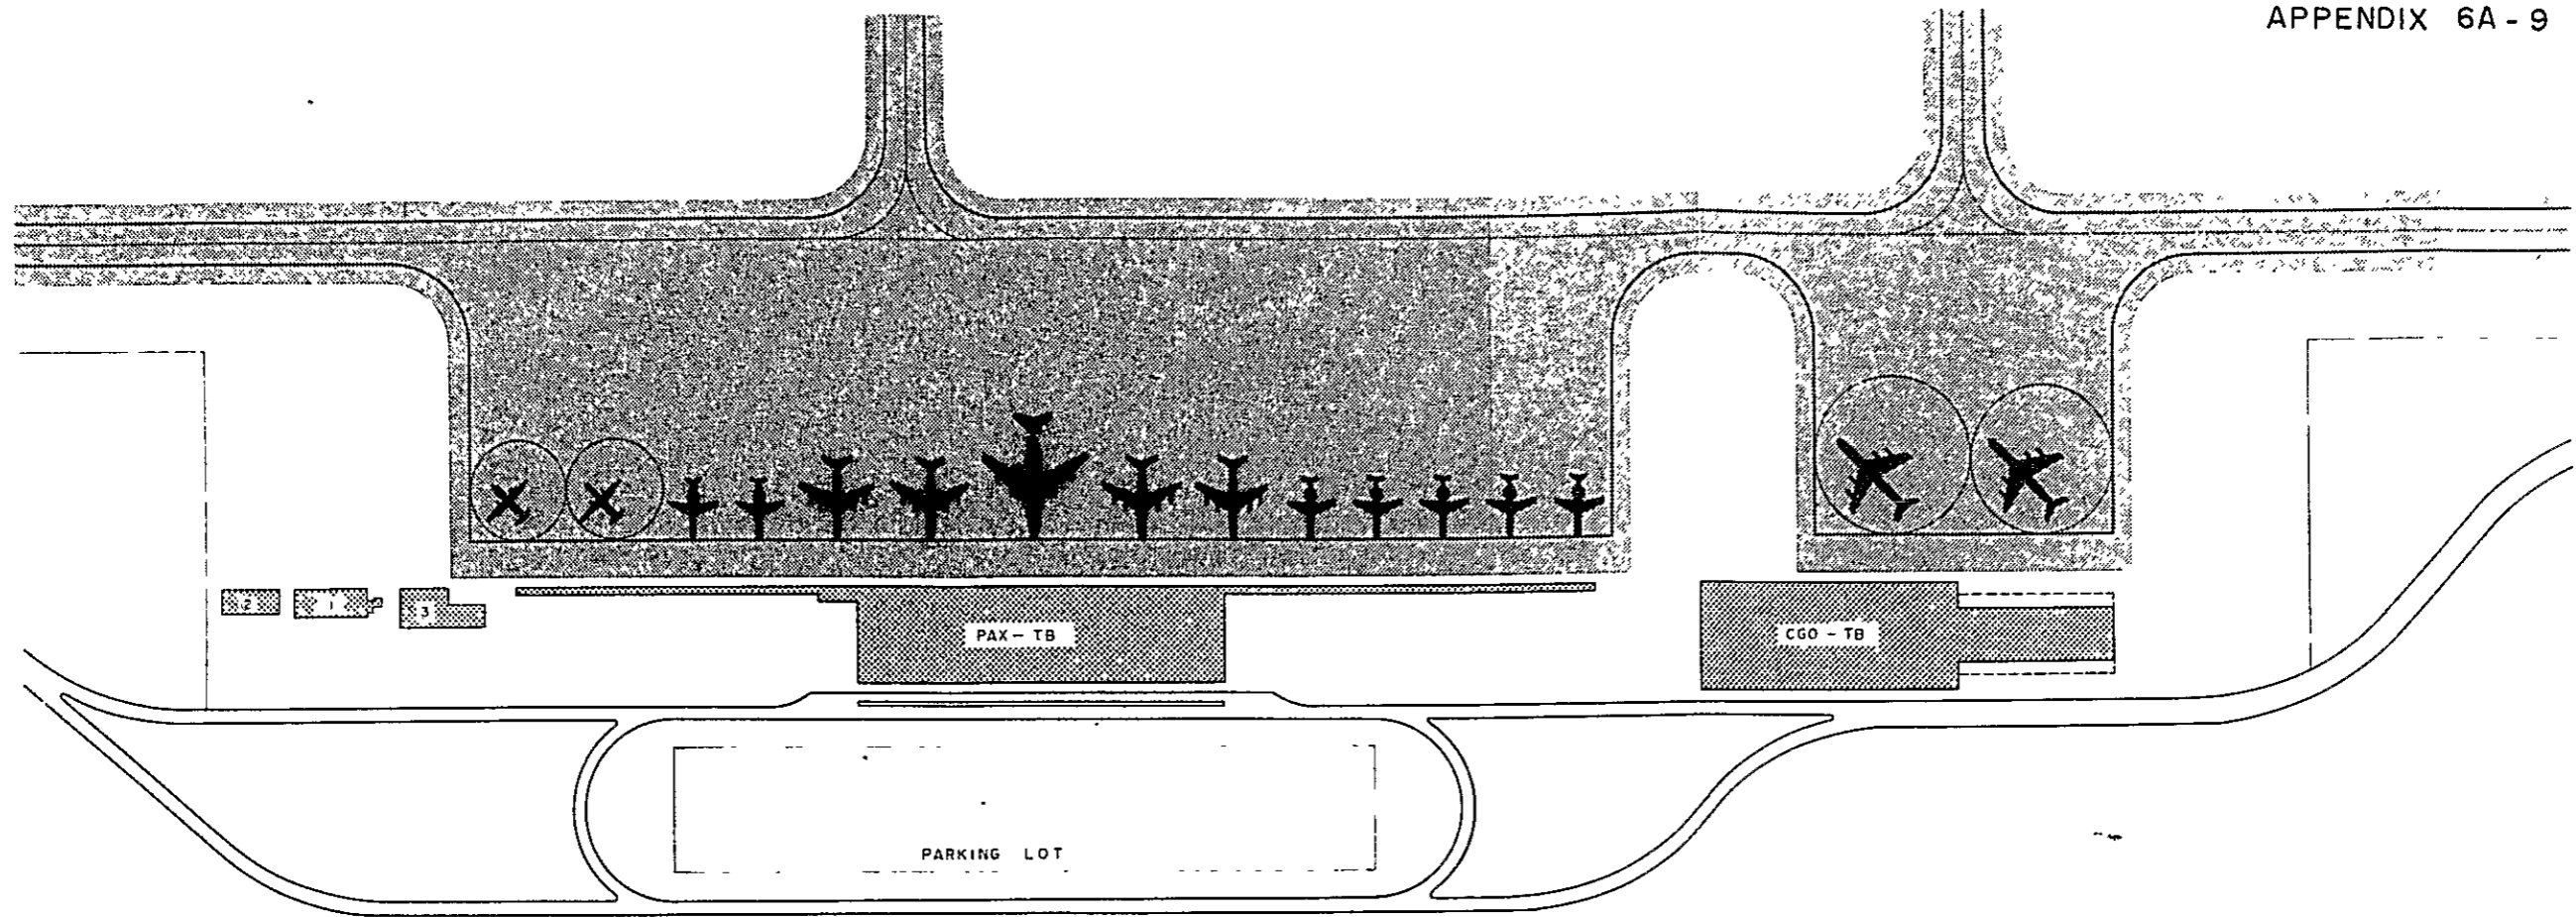 APPENDIX 6A-9
2
1
3
PAX-TB
CGO-TB
PARKING LOT